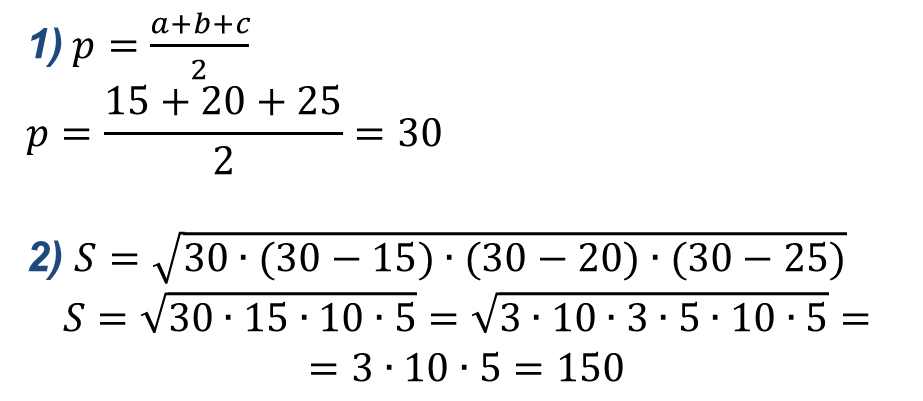 1) p = a+b+c/2
p = 15 + 20 + 25/2 = 30
2) S = √30 · (30 − 15) · (30 − 20) · (30 − 25)
S = √30 · 15 · 10 · 5 = √3 · 10 · 3 · 5 · 10 · 5 =
= 3 · 10 · 5 = 150